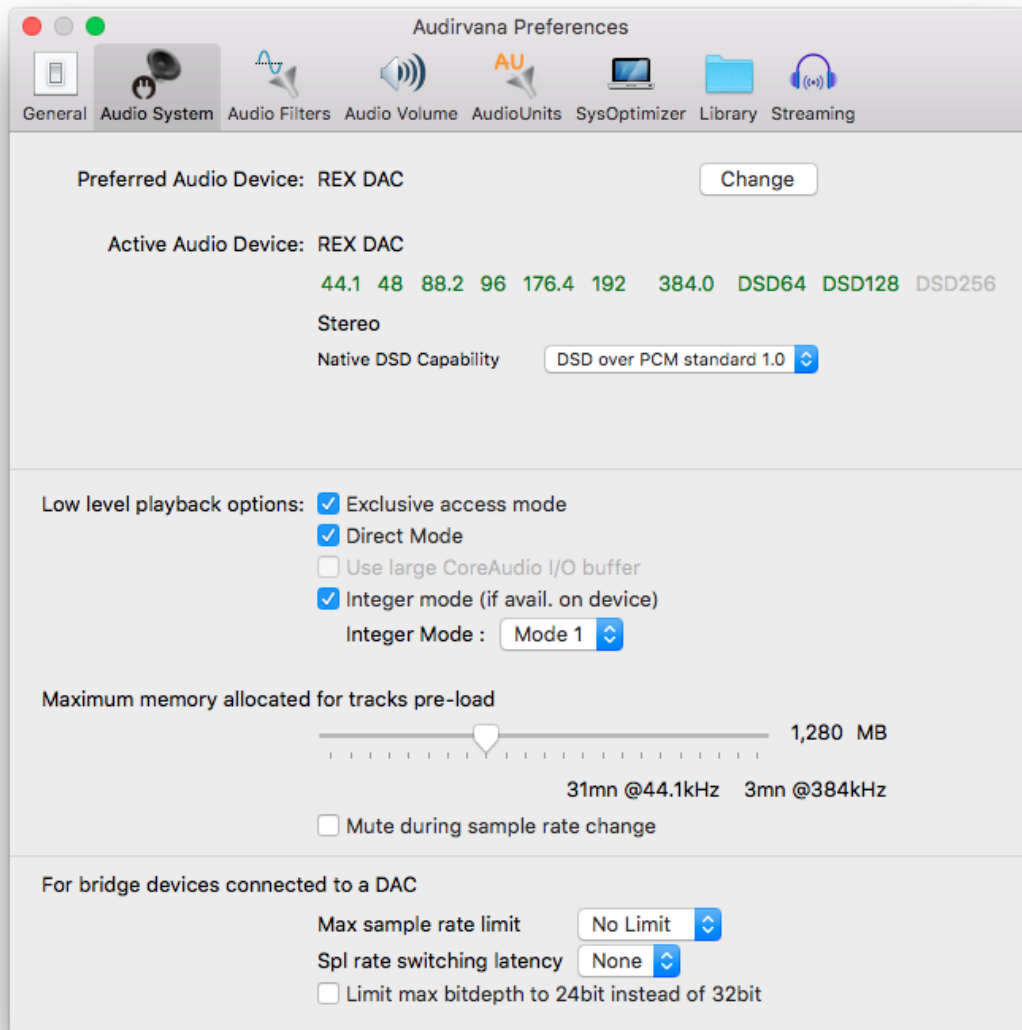 Audirvana Preferences
AU
General Audio System Audio Filters Audio Volume AudioUnits SysOptimizer Library Streaming
Preferred Audio Device: REX DAC Change
Active Audio Device: REX DAC
44.1 48 88.2 96 176.4 192 384.0 DSD64 DSD128 DSD256
Stereo
Native DSD Capability DSD over PCM standard 1.0
Low level playback options: Exclusive access mode
Direct Mode
Use large CoreAudio I/O buffer
Integer mode (if avail. on device)
Integer Mode : Mode 1
Maximum memory allocated for tracks pre-load
1,280 MB
31mn @44.1kHz 3mn @384kHz
Mute during sample rate change
For bridge devices connected to a DAC
Max sample rate limit No Limit
Spl rate switching latency None
Limit max bitdepth to 24bit instead of 32bit